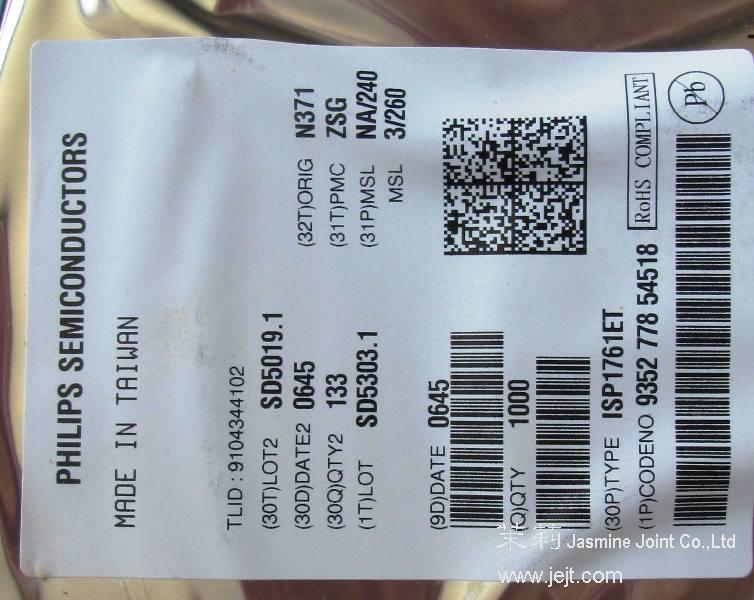 PHILIPS SEMICONDUCTORS
MADE IN TAIWAN
TLID : 9104344102
(30T)LOT2 SD5019.1
(30D)DATE2 0645
(30Q)QTY2 133
(1T)LOT SD5303.1
(32T)ORIG N371
(31T)PMC ZSG
(31P)MSL NA/240
MSL 3/260
(9D)DATE 0645
(Q)QTY 1000
(30P)TYPE ISP1761ET
(1P)CODENO 9352 778 54518
RoHS COMPLIANT
Pb
茉莉 Jasmine Joint Co.,Ltd
www.jejt.com